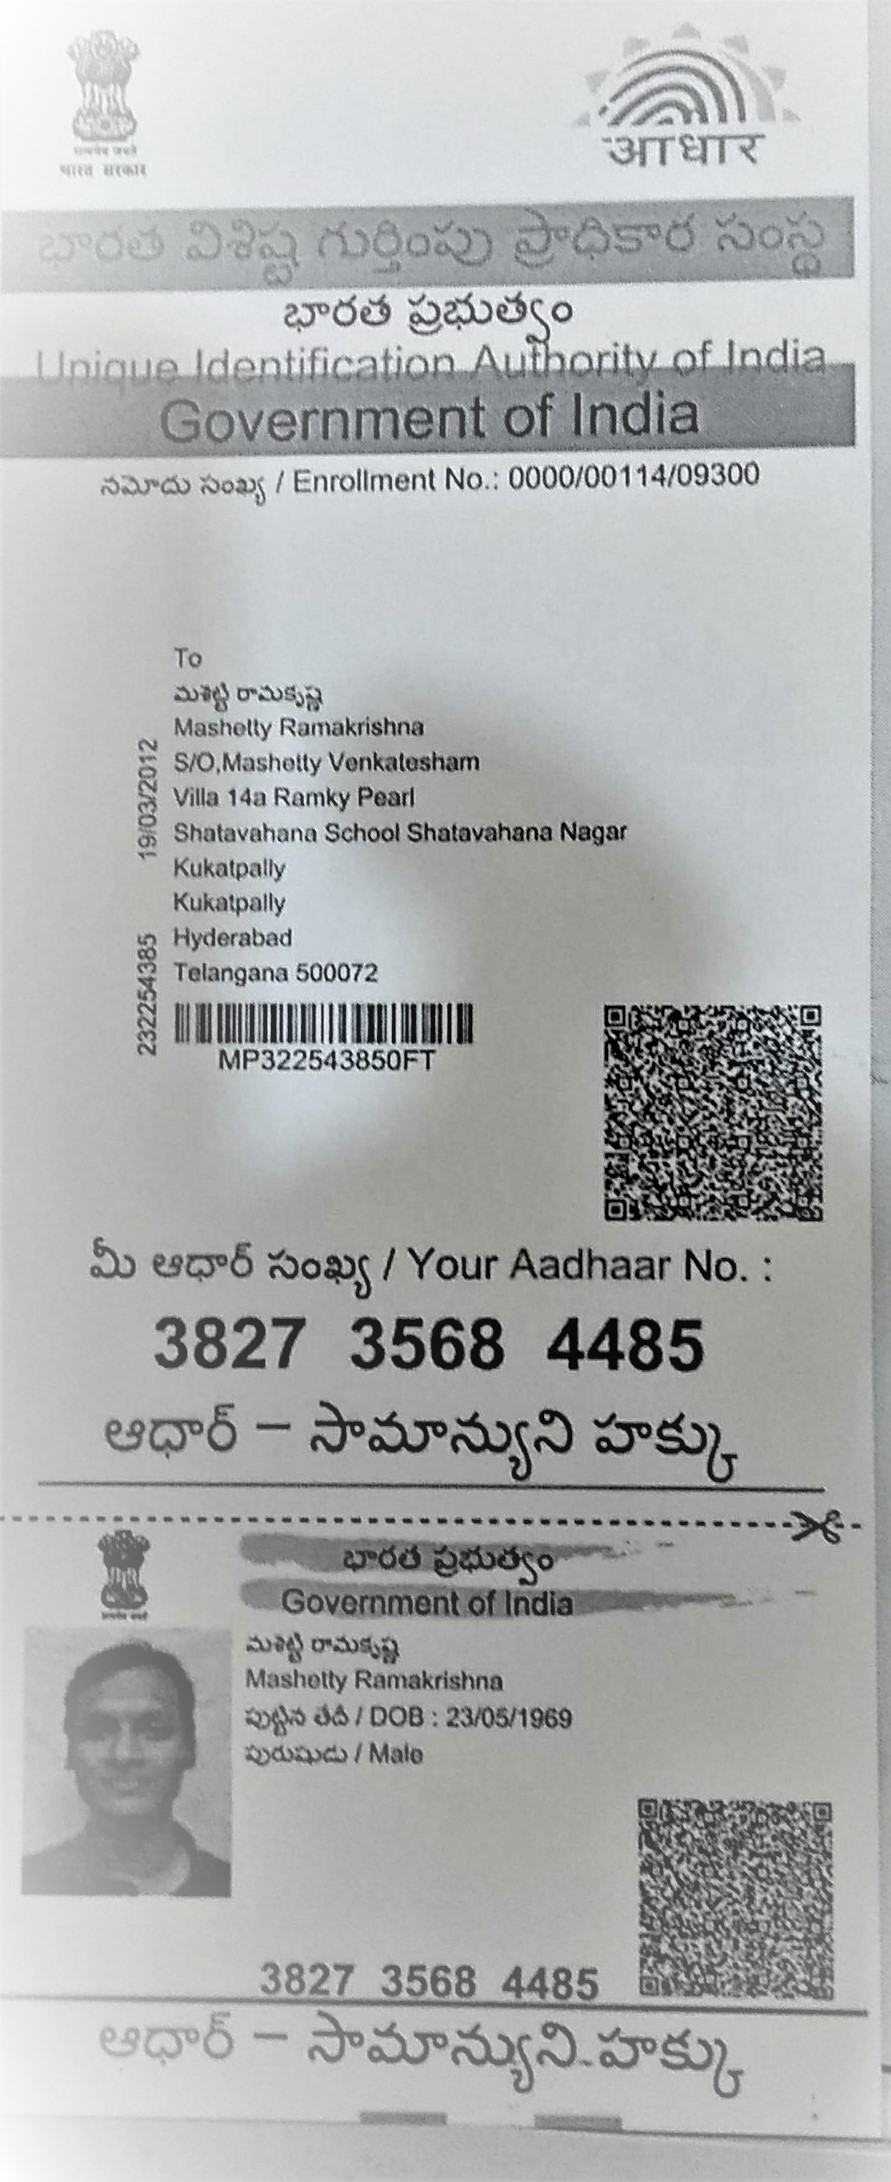 सत्यमेव जयते
भारत सरकार
आधार
భారత విశిష్ట గుర్తింపు ప్రాధికార సంస్థ
భారత ప్రభుత్వం
Unique Identification Authority of India
Government of India
నమోదు సంఖ్య / Enrollment No.: 0000/00114/09300
To
మశెట్టి రామకృష్ణ
Mashetty Ramakrishna
S/O,Mashetty Venkatesham
Villa 14a Ramky Pearl
Shatavahana School Shatavahana Nagar
Kukatpally
Kukatpally
Hyderabad
Telangana 500072
232254385 19/03/2012
MP322543850FT
మీ ఆధార్ సంఖ్య / Your Aadhaar No. :
3827 3568 4485
ఆధార్ – సామాన్యుని హక్కు
భారత ప్రభుత్వం
Government of India
మశెట్టి రామకృష్ణ
Mashetty Ramakrishna
పుట్టిన తేదీ / DOB : 23/05/1969
పురుషుడు / Male
3827 3568 4485
ఆధార్ – సామాన్యుని హక్కు